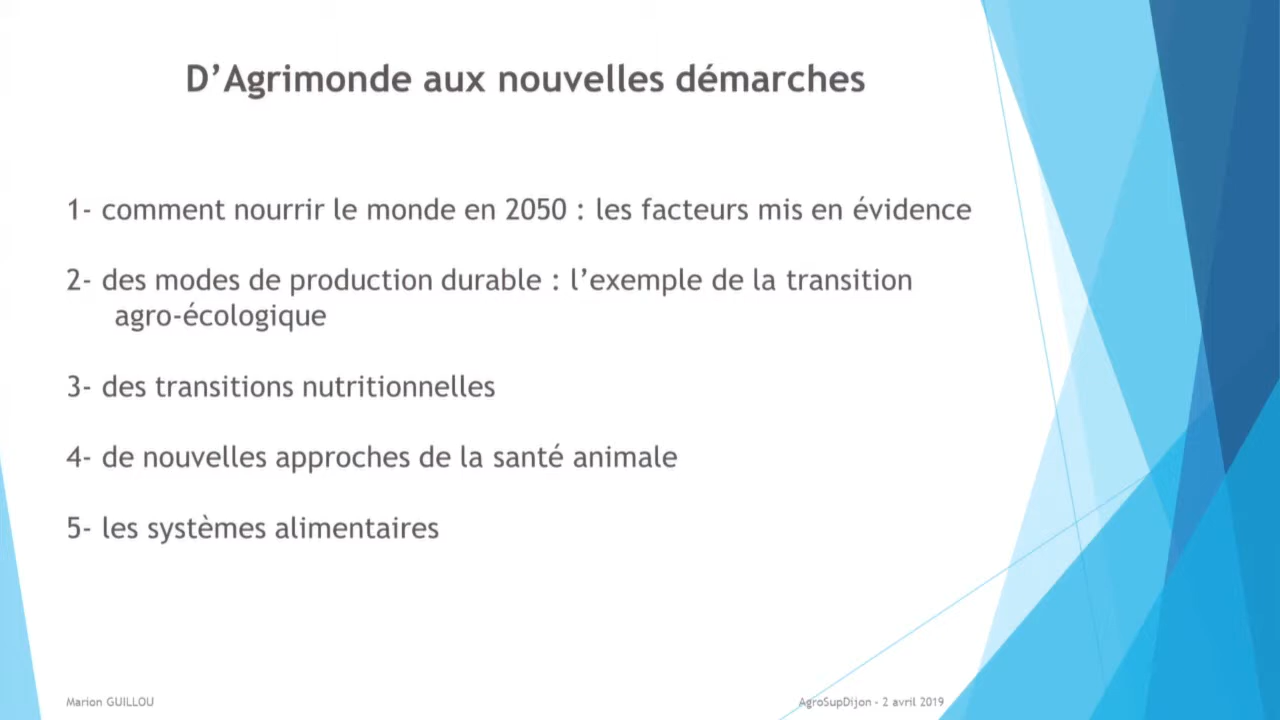 D’Agrimonde aux nouvelles démarches
1- comment nourrir le monde en 2050 : les facteurs mis en évidence
2- des modes de production durable : l’exemple de la transition
agro-écologique
3- des transitions nutritionnelles
4- de nouvelles approches de la santé animale
5- les systèmes alimentaires
Marion GUILLOU
AgroSupDijon - 2 avril 2019